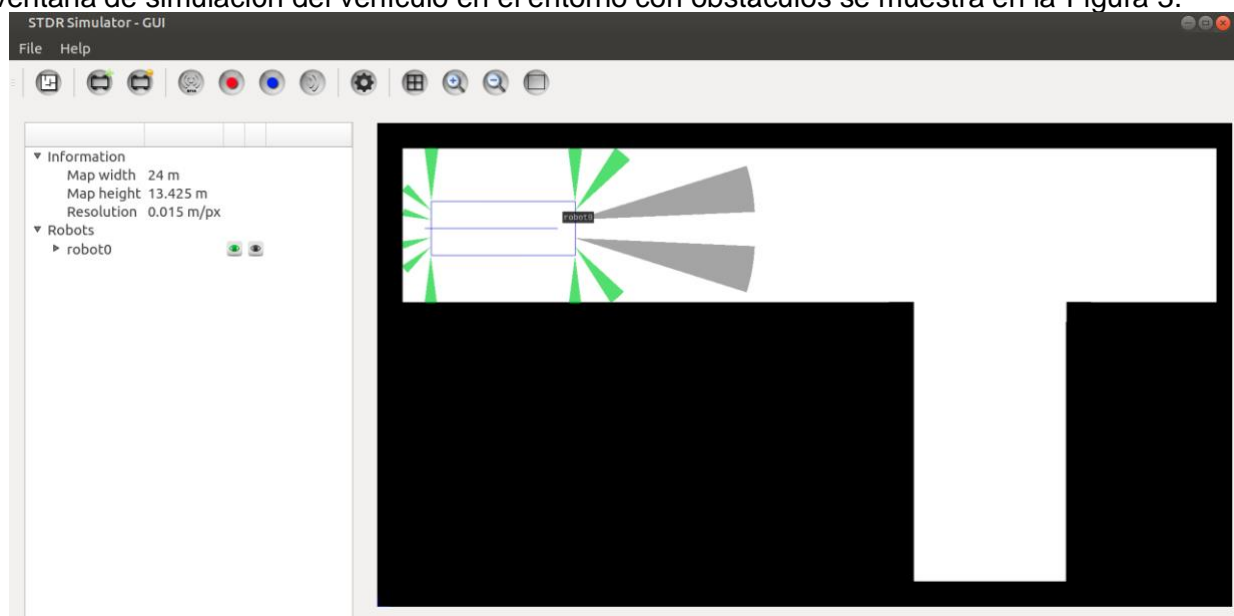 ventana de simulación del vehículo en el entorno con obstáculos se muestra en la Figura 3.
STDR Simulator - GUI
File Help
Information
Map width 24 m
Map height 13.425 m
Resolution 0.015 m/px
Robots
robot0
robot0